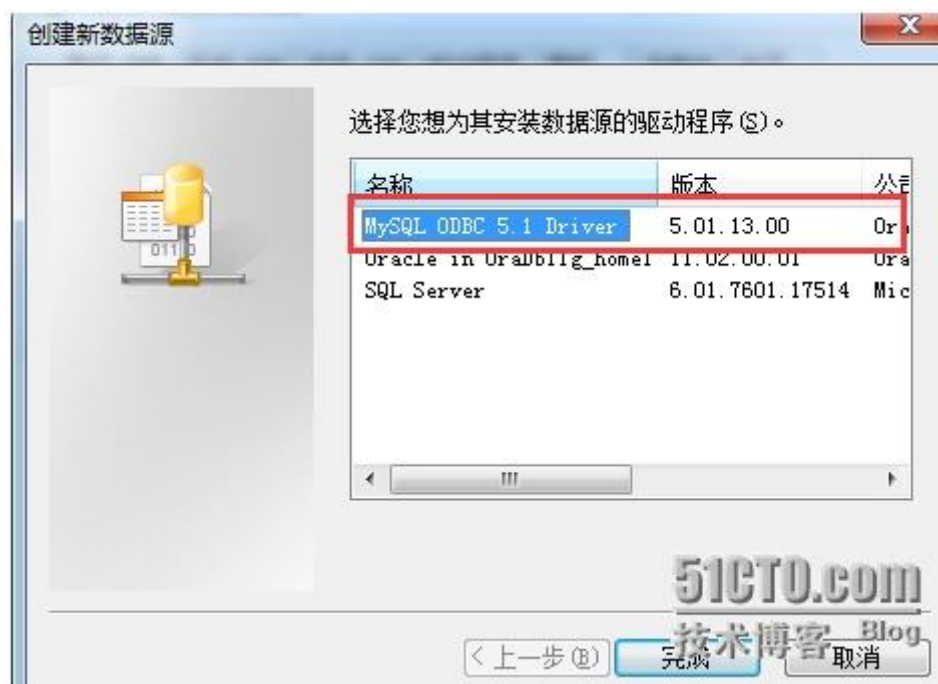 创建新数据源
选择您想为其安装数据源的驱动程序(S)。
名称 版本
MySQL ODBC 5.1 Driver 5.01.13.00
Oracle in OraDb11g_home1 11.02.00.01
SQL Server 6.01.7601.17514
011
51CTO.com
技术博客 Blog
<上一步(B) 完成 取消